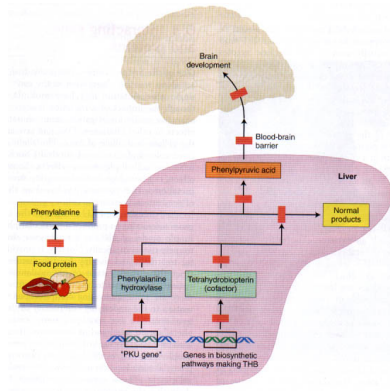 Brain
development
Blood-brain
barrier
Phenylpyruvic acid
Liver
Phenylalanine
Normal
products
Food protein
Phenylalanine
hydroxylase
Tetrahydrobiopterin
(cofactor)
"PKU gene"
Genes in biosynthetic
pathways making THB